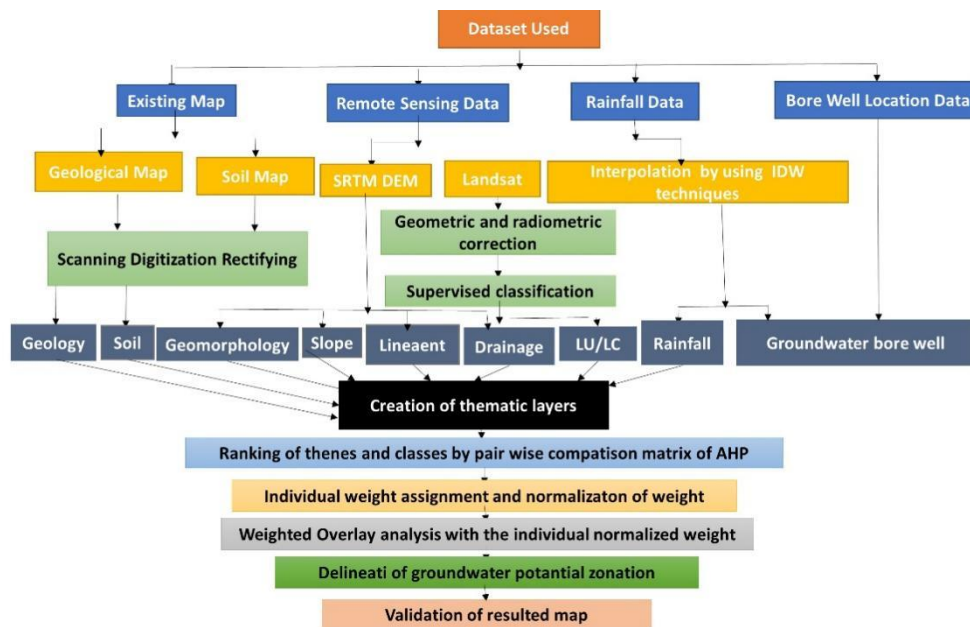 Dataset Used
Existing Map
Remote Sensing Data
Rainfall Data
Bore Well Location Data
Geological Map
Soil Map
SRTM DEM
Landsat
Interpolation by using IDW
techniques
Geometric and radiometric
correction
Scanning Digitization Rectifying
Supervised classification
Geology
Soil
Geomorphology
Slope
Lineaent
Drainage
LU/LC
Rainfall
Groundwater bore well
Creation of thematic layers
Ranking of thenes and classes by pair wise compatison matrix of AHP
Individual weight assignment and normalizaton of weight
Weighted Overlay analysis with the individual normalized weight
Delineati of groundwater potential zonation
Validation of resulted map